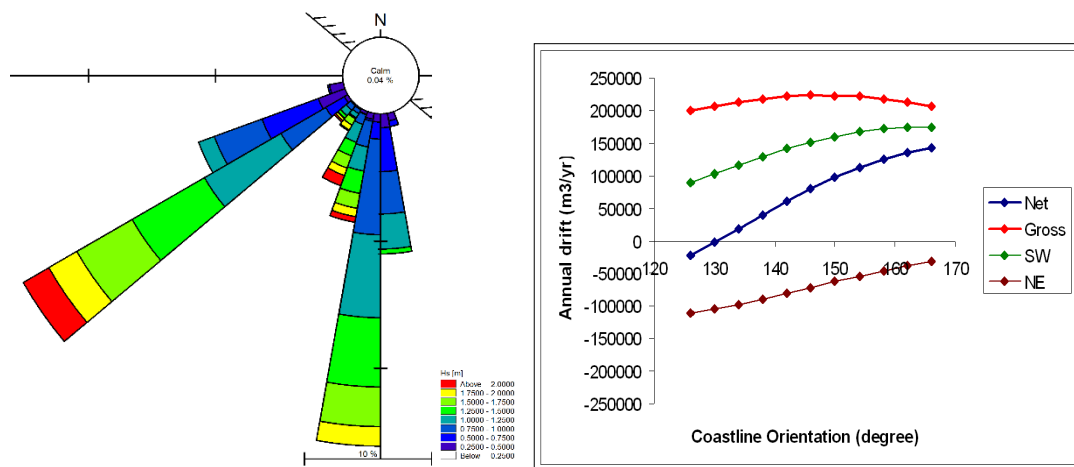 N
Calm
0.04 %
Hs [m]
Above 2.0000
1.7500 - 2.0000
1.5000 - 1.7500
1.2500 - 1.5000
1.0000 - 1.2500
0.7500 - 1.0000
0.5000 - 0.7500
0.2500 - 0.5000
Below 0.2500
10 %
Annual drift (m3/yr)
250000
200000
150000
100000
50000
0
-50000
-100000
-150000
-200000
-250000
120 130 140 150 160 170
Coastline Orientation (degree)
Net
Gross
SW
NE